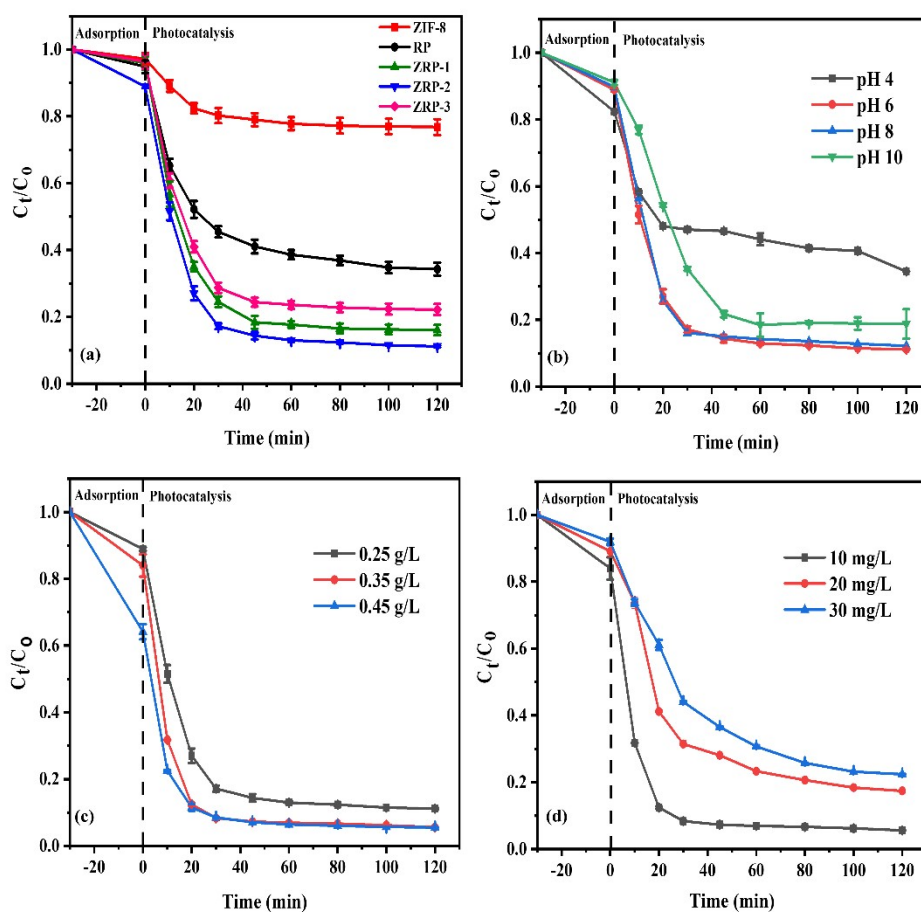 Adsorption Photocatalysis
ZIF-8
RP
ZRP-1
ZRP-2
ZRP-3
1.0
0.8
0.6
0.4
0.2
0.0
Ct/Co
(a)
-20 0 20 40 60 80 100 120
Time (min)
Adsorption Photocatalysis
pH 4
pH 6
pH 8
pH 10
1.0
0.8
0.6
0.4
0.2
0.0
Ct/Co
(b)
-20 0 20 40 60 80 100 120
Time (min)
Adsorption Photocatalysis
0.25 g/L
0.35 g/L
0.45 g/L
1.0
0.8
0.6
0.4
0.2
0.0
Ct/Co
(c)
-20 0 20 40 60 80 100 120
Time (min)
Adsorption Photocatalysis
10 mg/L
20 mg/L
30 mg/L
1.0
0.8
0.6
0.4
0.2
0.0
Ct/Co
(d)
-20 0 20 40 60 80 100 120
Time (min)